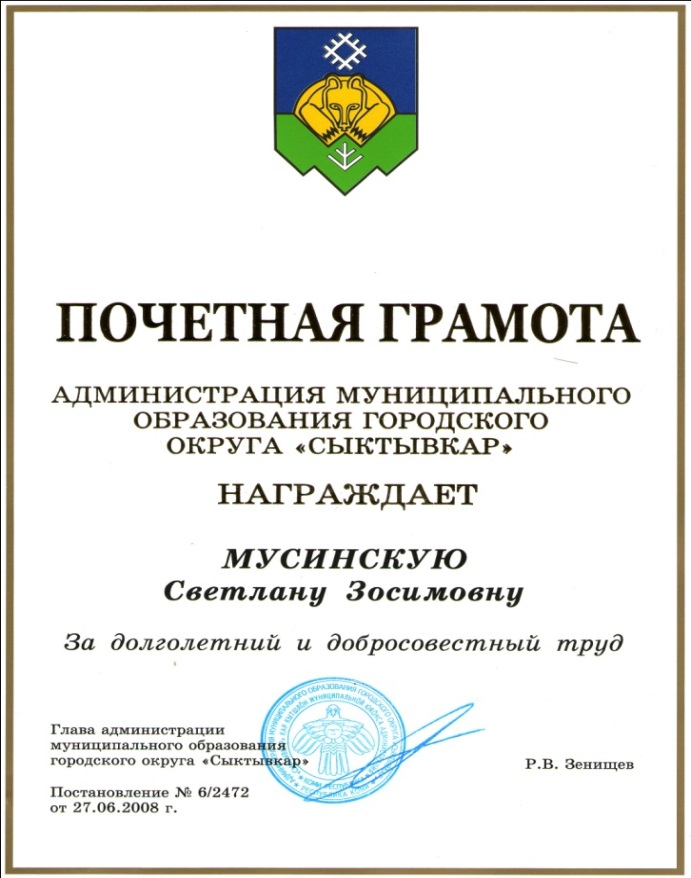 ПОЧЕТНАЯ ГРАМОТА
АДМИНИСТРАЦИЯ МУНИЦИПАЛЬНОГО
ОБРАЗОВАНИЯ ГОРОДСКОГО
ОКРУГА «СЫКТЫВКАР»
НАГРАЖДАЕТ
МУСИНСКУЮ
Светлану Зосимовну
За долголетний и добросовестный труд
Глава администрации
муниципального образования
городского округа «Сыктывкар»
Р.В. Зенищев
Постановление № 6/2472
от 27.06.2008 г.